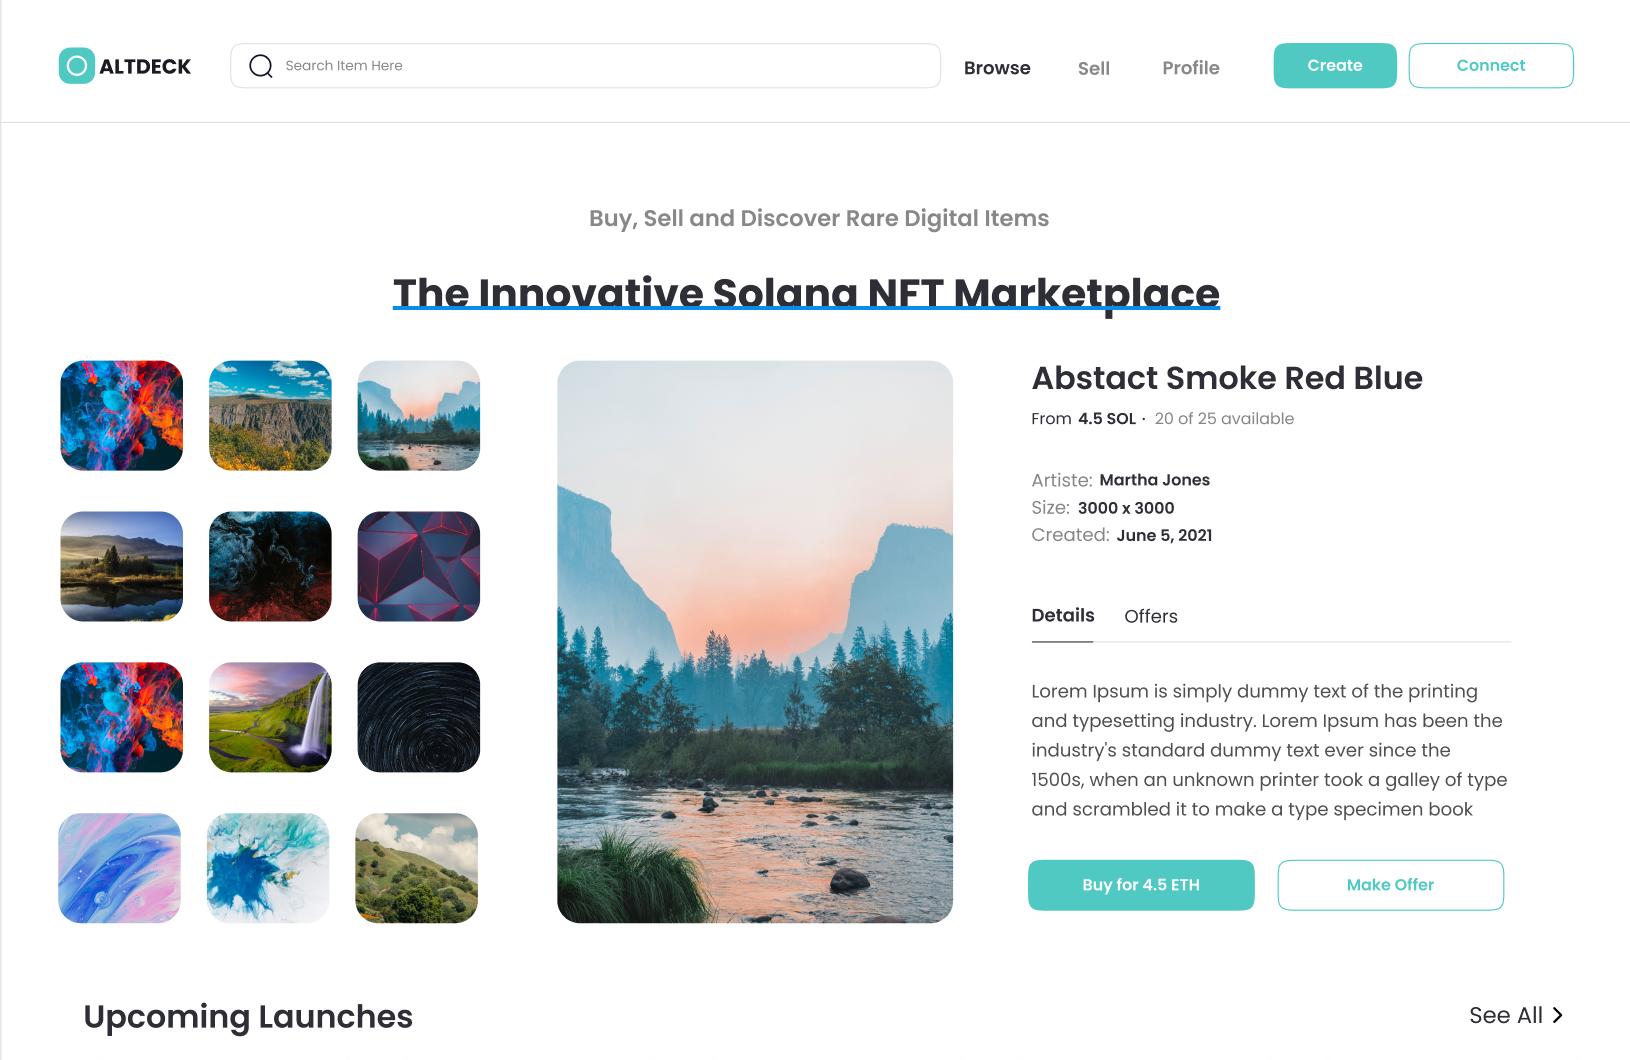 ALTDECK
Search Item Here
Browse
Sell
Profile
Create
Connect
Buy, Sell and Discover Rare Digital Items
The Innovative Solana NFT Marketplace
Abstact Smoke Red Blue
From 4.5 SOL · 20 of 25 available
Artiste: Martha Jones
Size: 3000 x 3000
Created: June 5, 2021
Details
Offers
Lorem Ipsum is simply dummy text of the printing
and typesetting industry. Lorem Ipsum has been the
industry's standard dummy text ever since the
1500s, when an unknown printer took a galley of type
and scrambled it to make a type specimen book
Buy for 4.5 ETH
Make Offer
Upcoming Launches
See All